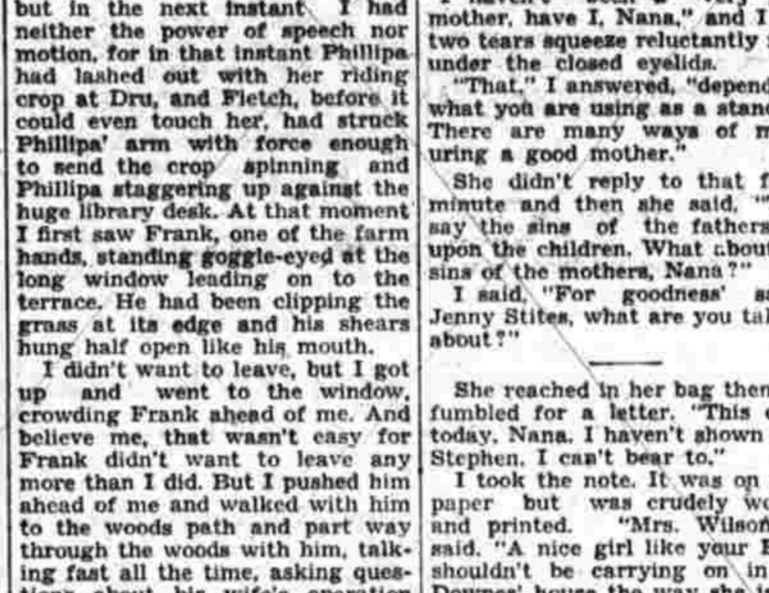 but in the next instant I had
neither the power of speech nor
motion, for in that instant Phillipa
had lashed out with her riding
crop at Dru, and Fletch, before it
could even touch her, had struck
Phillipa' arm with force enough
to send the crop spinning and
Phillipa staggering up against the
huge library desk. At that moment
I first saw Frank, one of the farm
hands, standing goggle-eyed at the
long window leading on to the
terrace. He had been clipping the
grass at its edge and his shears
hung half open like his mouth.
I didn't want to leave, but I got
up and went to the window,
crowding Frank ahead of me. And
believe me, that wasn't easy for
Frank didn't want to leave any
more than I did. But I pushed him
ahead of me and walked with him
to the woods path and part way
through the woods with him, talk-
ing fast all the time, asking ques-
tions about his wife's operation
mother, have I, Nana," and I
two tears squeeze reluctantly
under the closed eyelids.
"That," I answered, "depend
what you are using as a stan
There are many ways of m
uring a good mother."
She didn't reply to that f
minute and then she said, "
say the sins of the fathers
upon the children. What about
sins of the mothers, Nana?"
I said, "For goodness' s
Jenny Stites, what are you tal
about?"
She reached in her bag then
fumbled for a letter. "This
today, Nana. I haven't shown
Stephen. I can't bear to."
I took the note. It was on
paper but was crudely wo
and printed. "Mrs. Wilson
said. "A nice girl like your
shouldn't be carrying on in
Downes' house the way she is